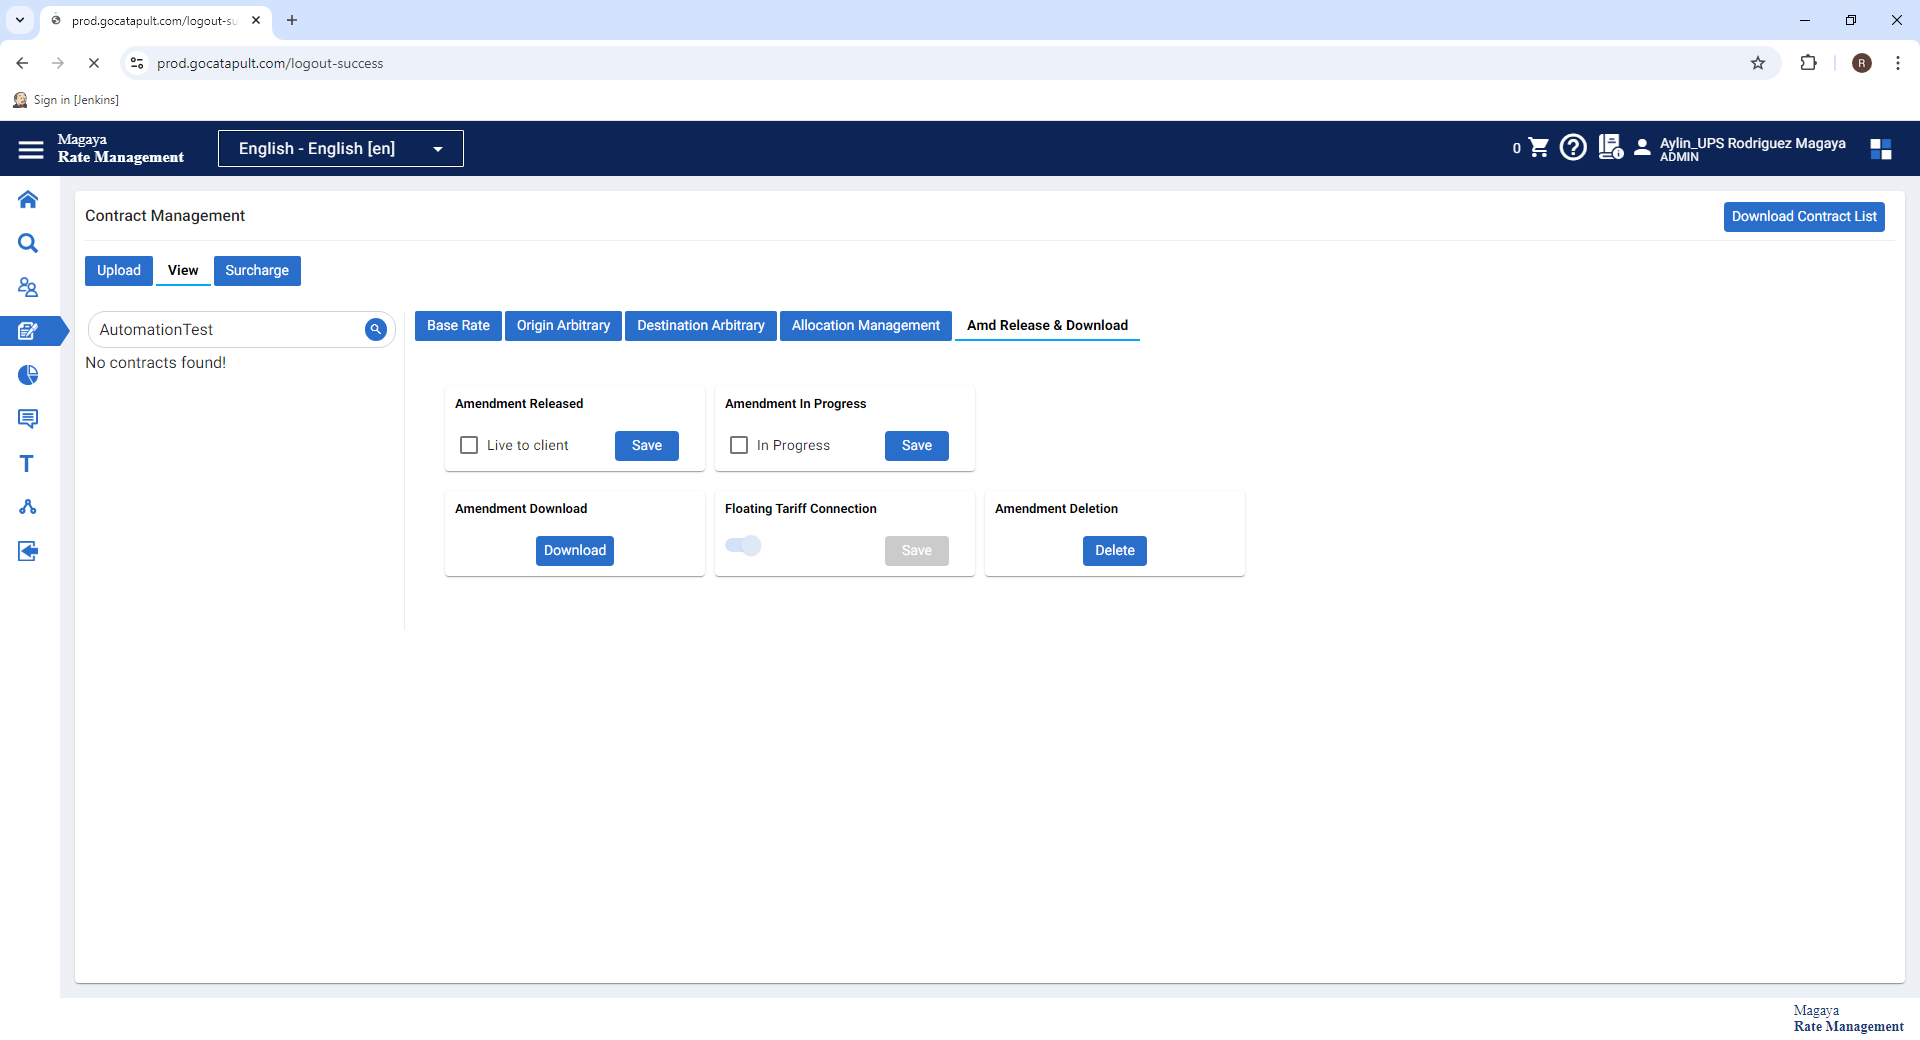 prod.gocatapult.com/logout-su
prod.gocatapult.com/logout-success
R
Sign in [Jenkins]
Magaya
Rate Management
English - English [en]
0
Aylin_UPS Rodriguez Magaya
ADMIN
Contract Management
Download Contract List
Upload
View
Surcharge
AutomationTest
No contracts found!
Base Rate
Origin Arbitrary
Destination Arbitrary
Allocation Management
Amd Release & Download
Amendment Released
Live to client
Save
Amendment In Progress
In Progress
Save
Amendment Download
Download
Floating Tariff Connection
Save
Amendment Deletion
Delete
T
Magaya
Rate Management